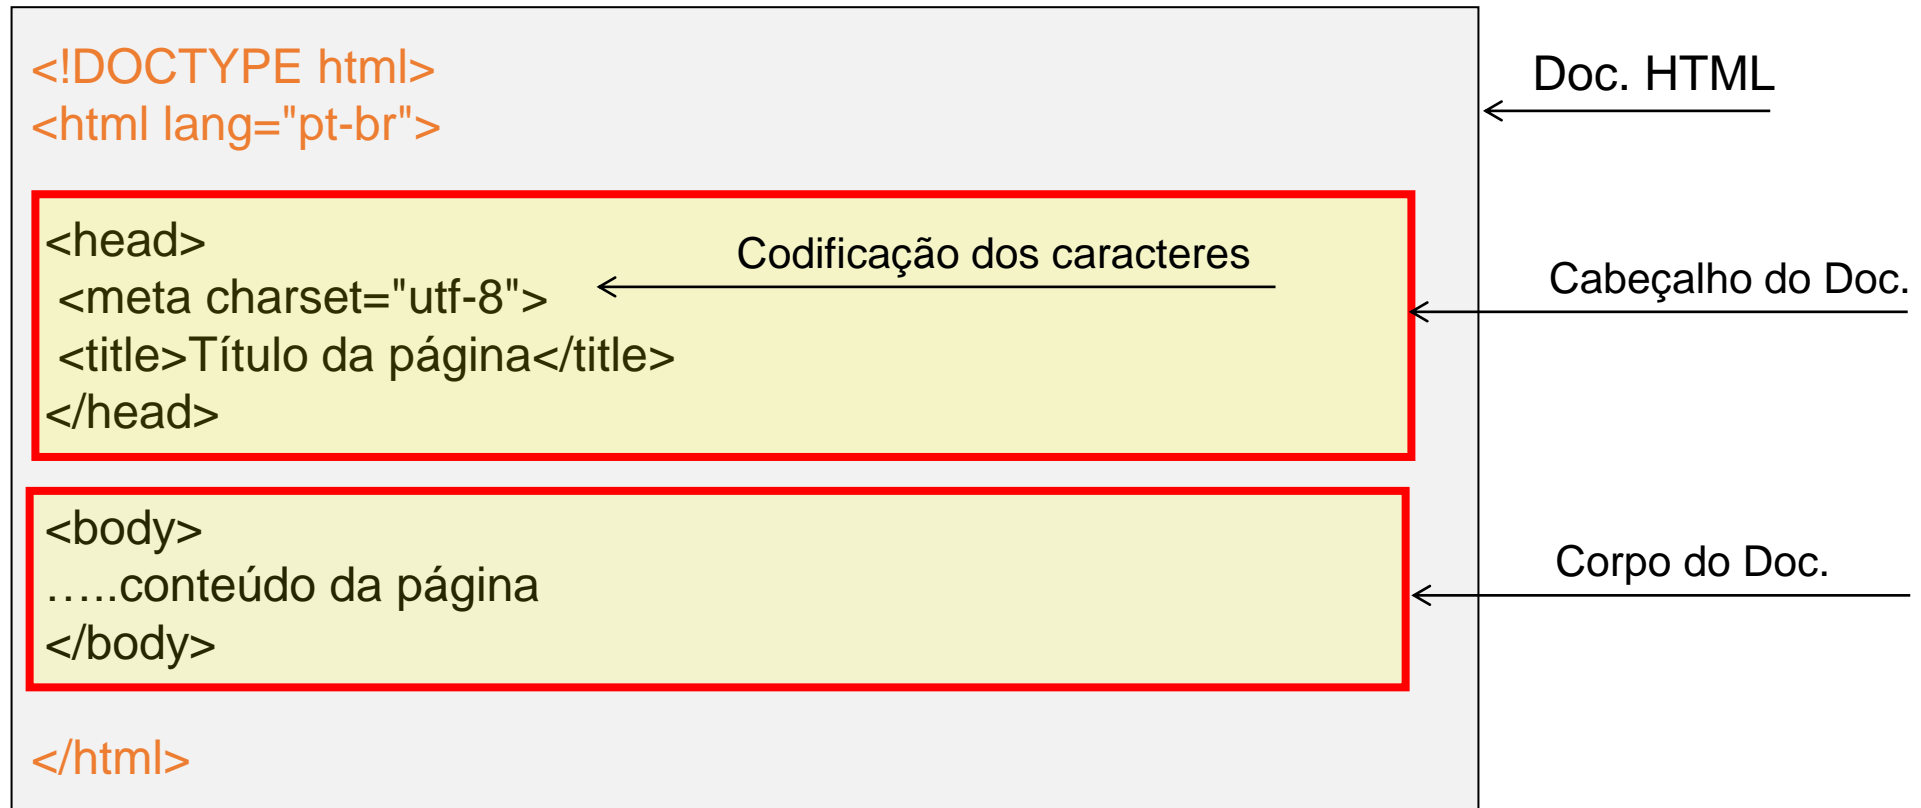 <!DOCTYPE html>
<html lang="pt-br">
Doc. HTML
<head>
<meta charset="utf-8">
Codificação dos caracteres
<title>Título da página</title>
</head>
Cabeçalho do Doc.
<body>
…..conteúdo da página
</body>
Corpo do Doc.
</html>